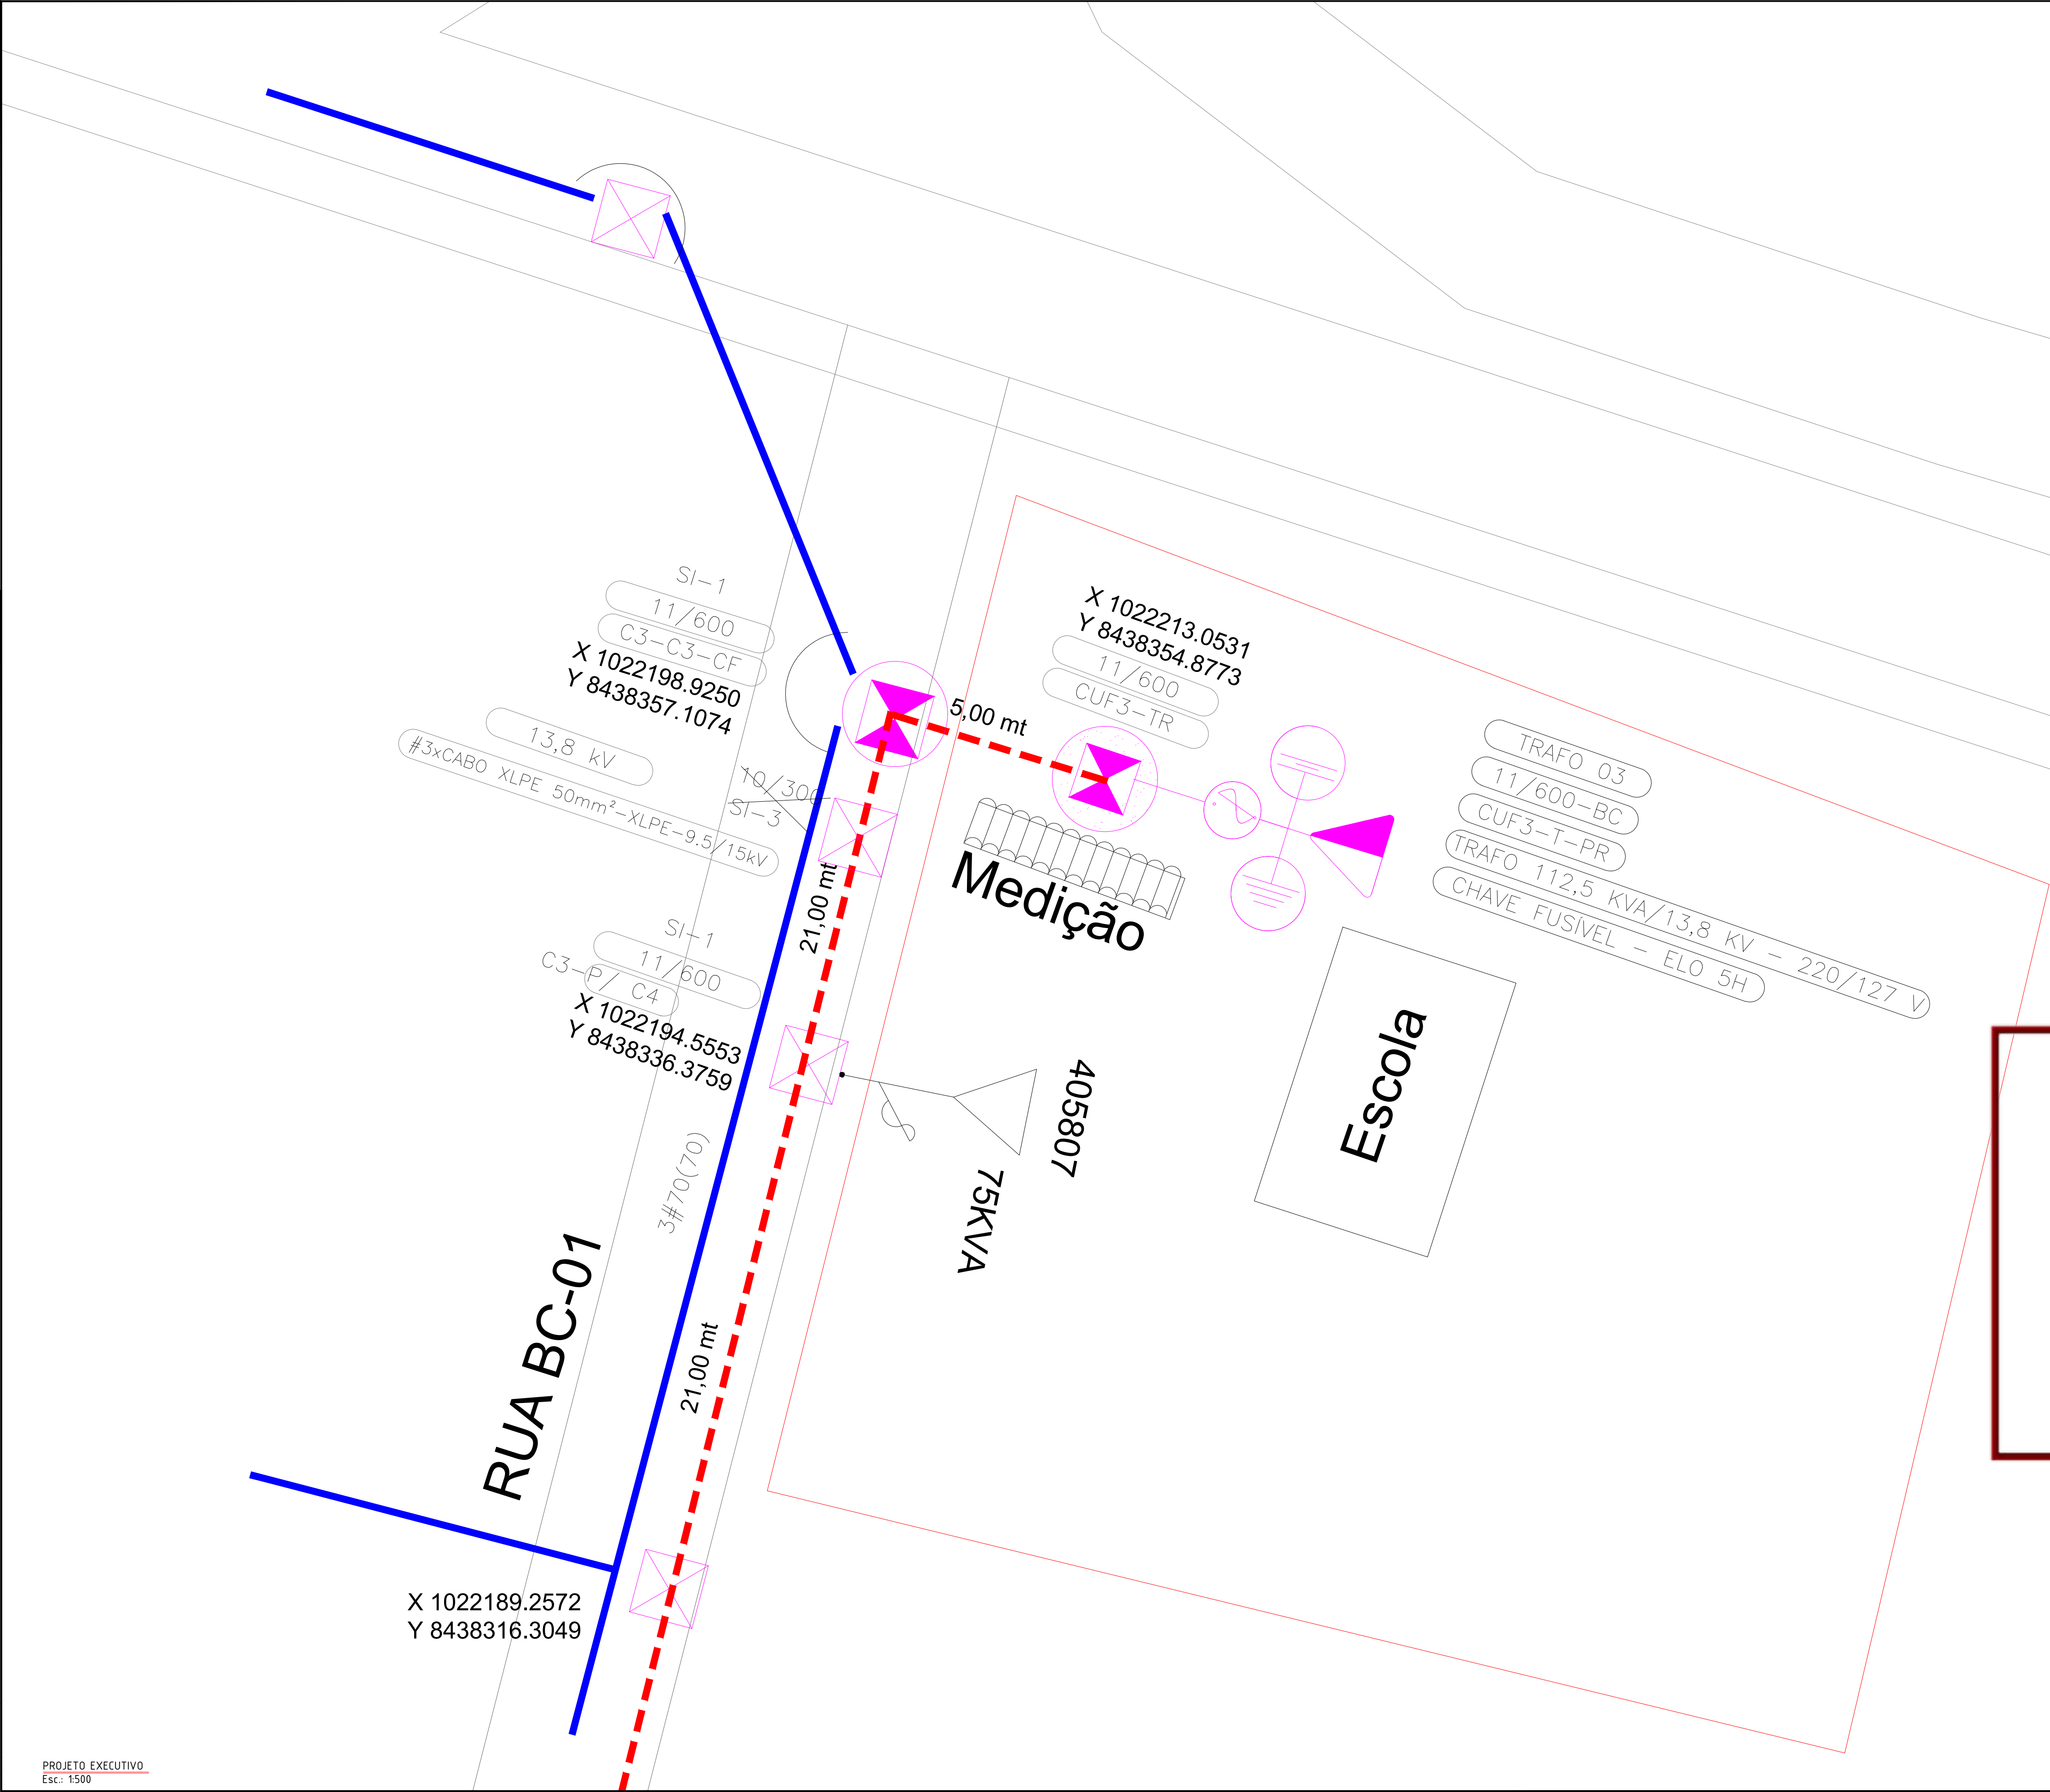 SI-1
11/600
C3-C3-CF
X 1022198.9250
Y 8438357.1074
X 1022213.0531
Y 8438354.8773
11/600
CUF3-TR
5,00 mt
13,8 kV
#3xCABO XLPE 50mm²-XLPE-9.5/15kV
10/300
SI-3
TRAFO 03
11/600-BC
CUF3-T-PR
TRAFO 112,5 KVA/13,8 KV - 220/127 V
CHAVE FUSÍVEL - ELO 5H
Medição
21,00 mt
SI-1
11/600
C3-P/ C4
X 1022194.5553
Y 8438336.3759
Escola
405807
75kVA
3#70(70)
RUA BC-01
21,00 mt
X 1022189.2572
Y 8438316.3049
PROJETO EXECUTIVO
Esc.: 1:500